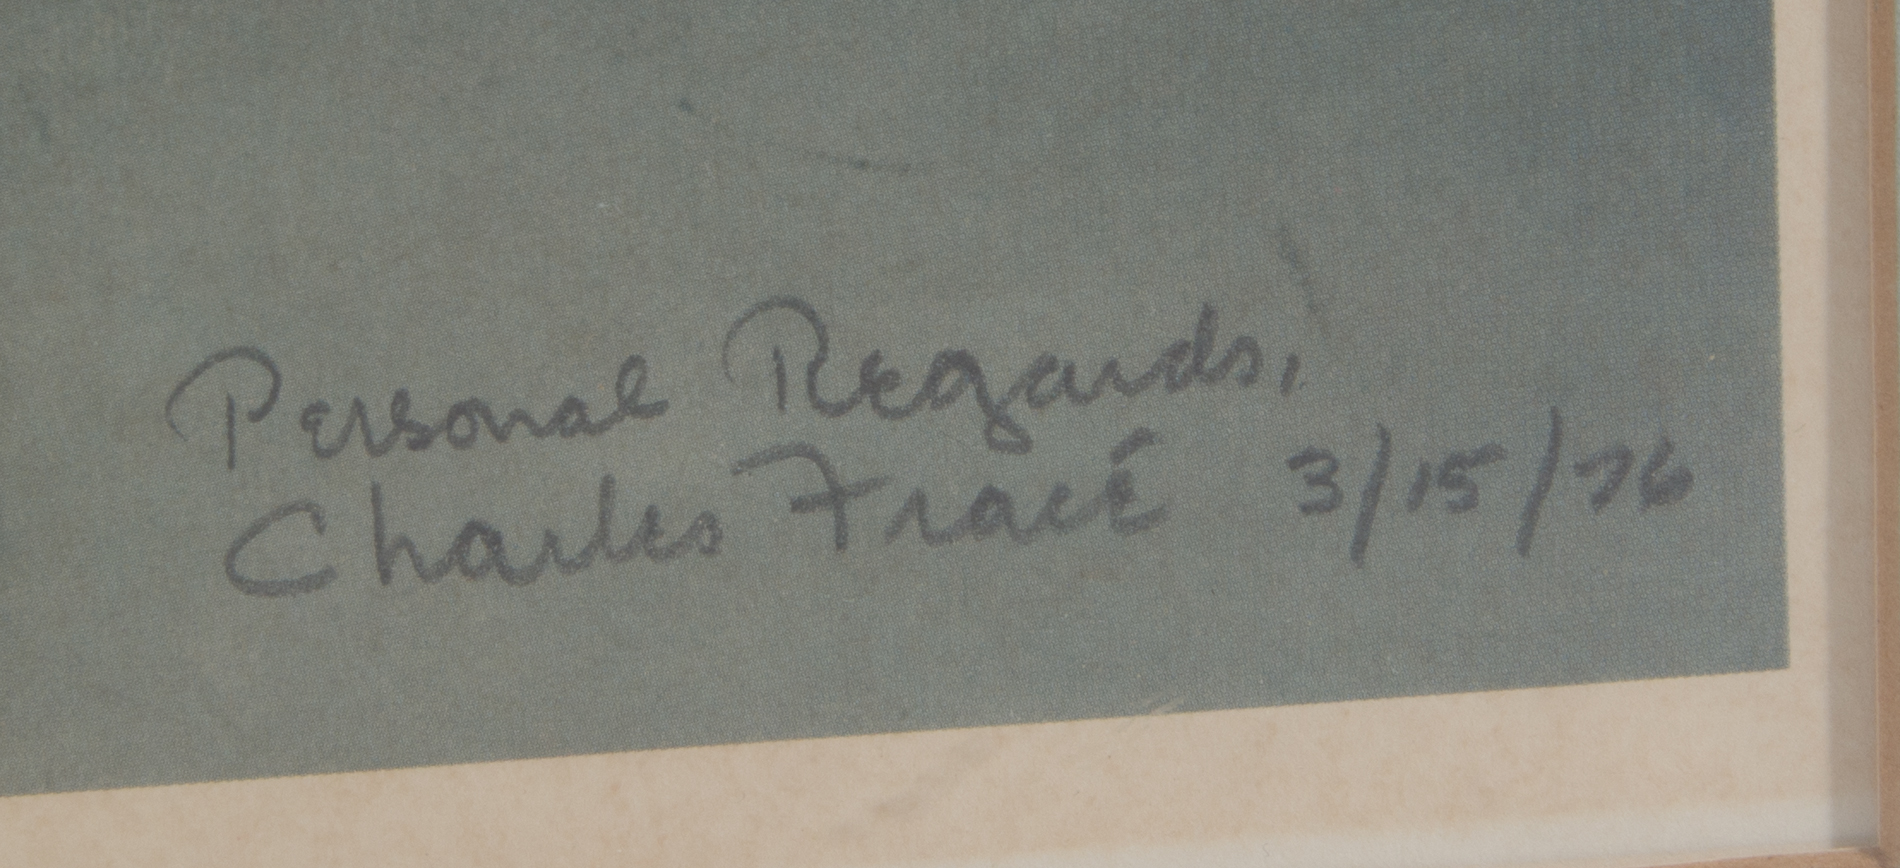 Personal Regards,
Charles Fracé 3/15/76